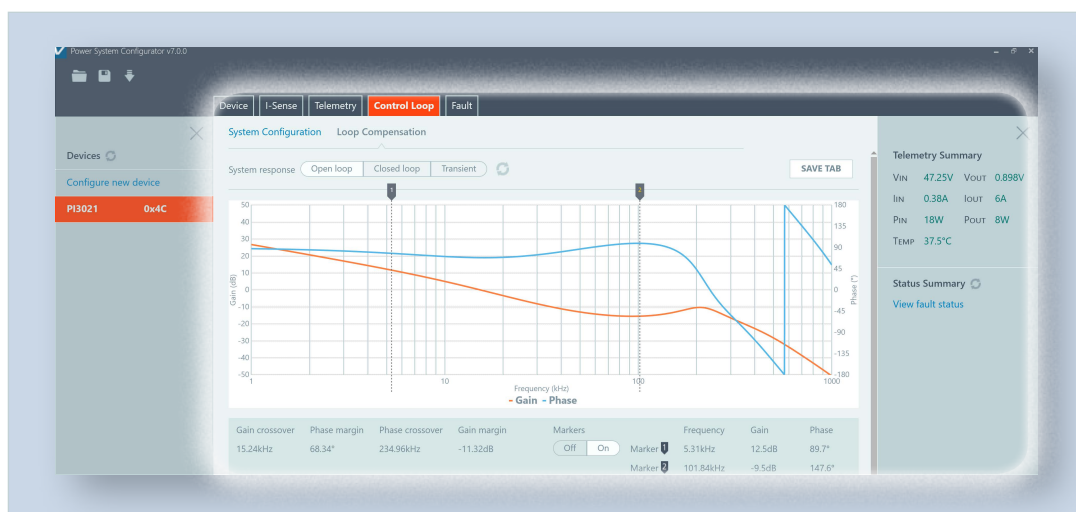 Power System Configurator v7.0.0
Device I-Sense Telemetry Control Loop Fault
System Configuration Loop Compensation
Devices
Configure new device
PI3021 0x4C
System response Open loop Closed loop Transient SAVE TAB
1 2
Gain (dB)
50
40
30
20
10
0
-10
-20
-30
-40
-50
180
135
90
45
0
-45
-90
-135
-180
Phase (°)
1 10 100 1000
Frequency (kHz)
Gain Phase
Gain crossover Phase margin Phase crossover Gain margin Markers Frequency Gain Phase
15.24kHz 68.34° 234.96kHz -11.32dB Off On Marker 1 5.31kHz 12.5dB 89.7°
Marker 2 101.84kHz -9.5dB 147.6°
Telemetry Summary
VIN 47.25V VOUT 0.898V
IIN 0.38A IOUT 6A
PIN 18W POUT 8W
TEMP 37.5°C
Status Summary
View fault status